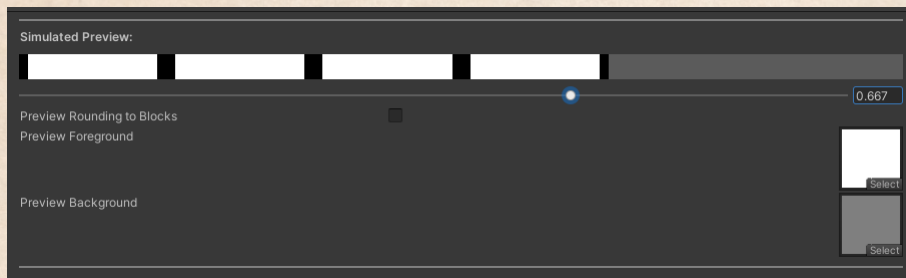 Simulated Preview:
0.667
Preview Rounding to Blocks
Preview Foreground
Select
Preview Background
Select